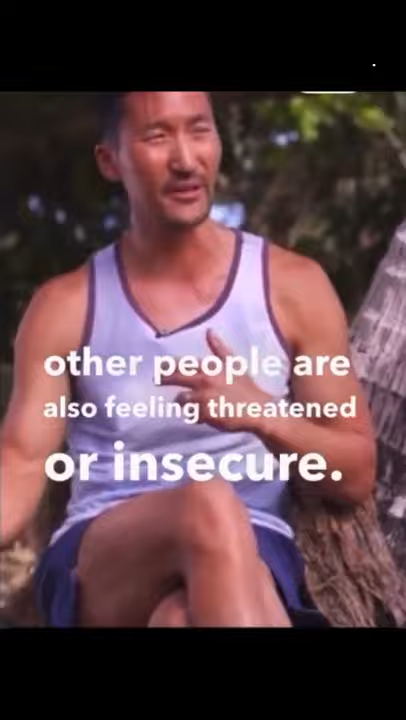 other people are
also feeling threatened
or insecure.